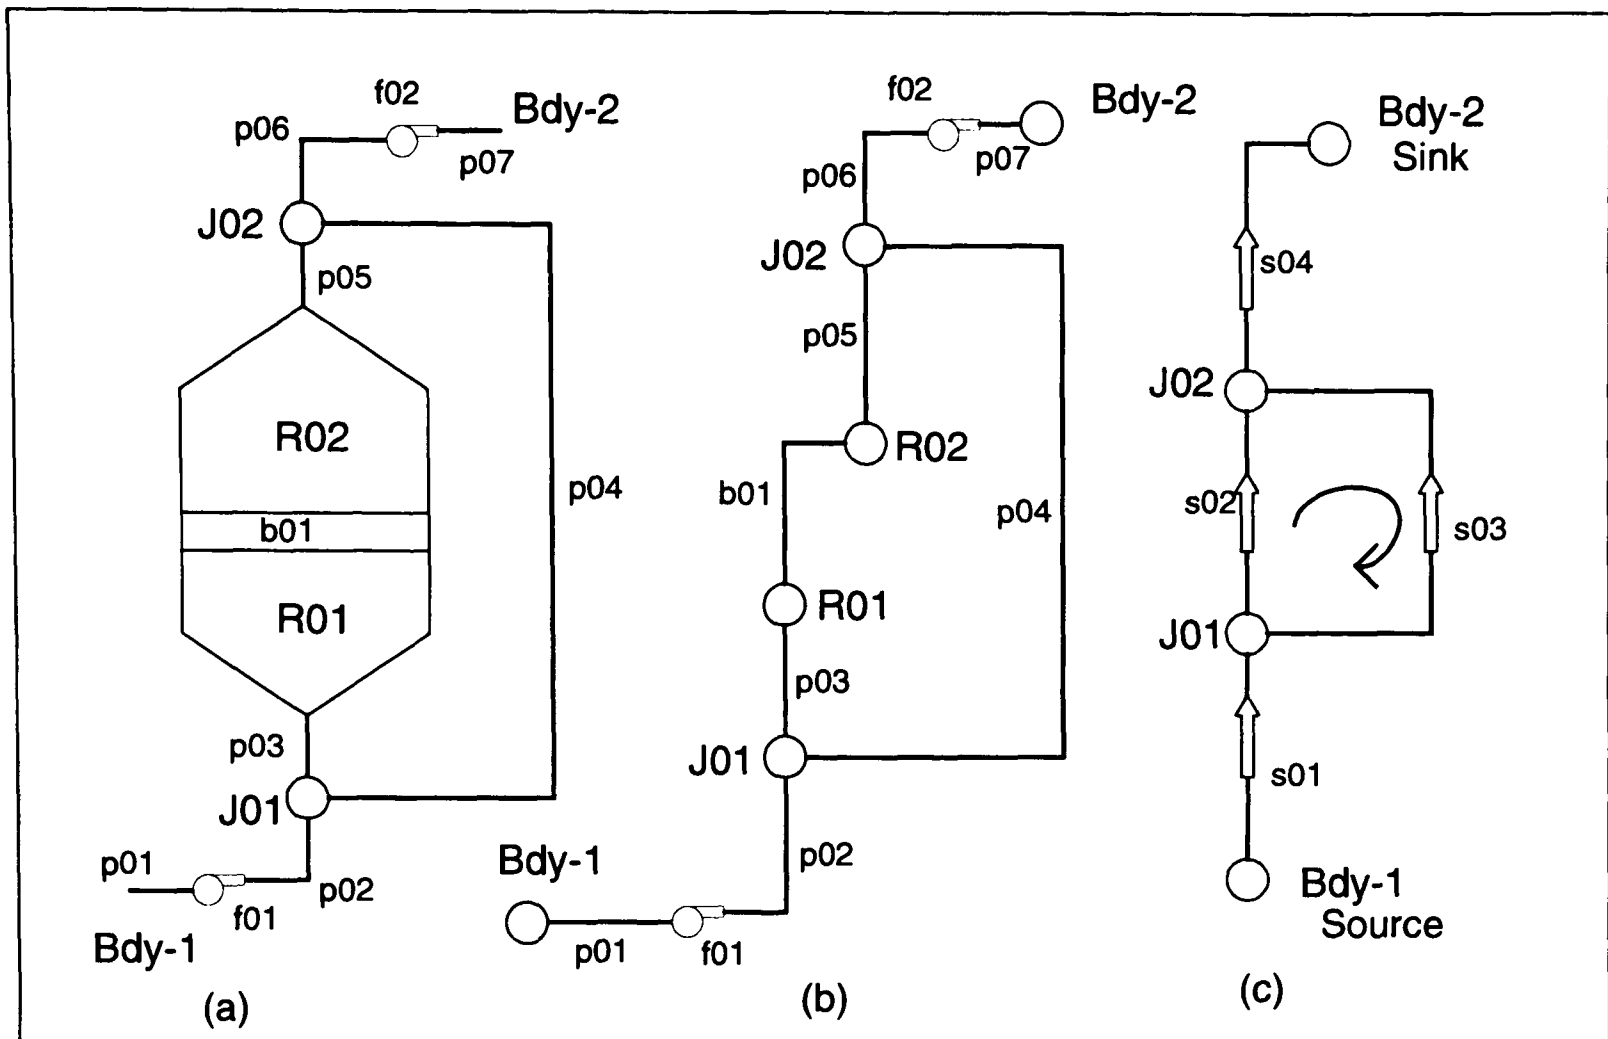 f02
Bdy-2
p06
p07
J02
p05
R02
p04
b01
R01
p03
J01
p01
p02
f01
Bdy-1
(a)
f02
Bdy-2
p07
p06
J02
p05
R02
b01
p04
R01
p03
J01
p02
Bdy-1
p01
f01
(b)
Bdy-2
Sink
s04
J02
s02
s03
J01
s01
Bdy-1
Source
(c)